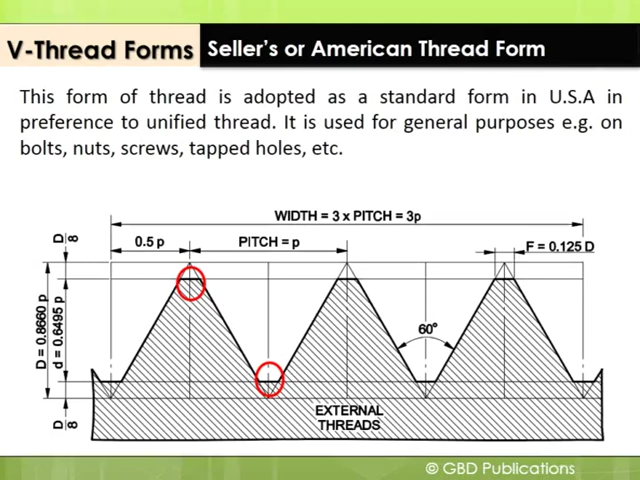 V-Thread Forms
Seller's or American Thread Form
This form of thread is adopted as a standard form in U.S.A in
preference to unified thread. It is used for general purposes e.g. on
bolts, nuts, screws, tapped holes, etc.
WIDTH = 3 x PITCH = 3p
D/8
0.5 p
PITCH = p
F = 0.125 D
D = 0.8660 p
d = 0.6495 p
60°
D/8
EXTERNAL
THREADS
© GBD Publications